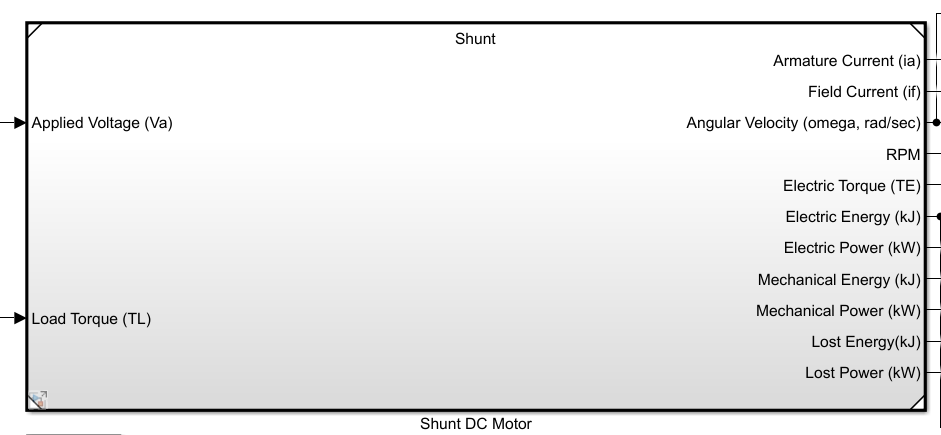 Shunt
Armature Current (ia)
Field Current (if)
Applied Voltage (Va)
Angular Velocity (omega, rad/sec)
RPM
Electric Torque (TE)
Electric Energy (kJ)
Electric Power (kW)
Mechanical Energy (kJ)
Mechanical Power (kW)
Load Torque (TL)
Lost Energy(kJ)
Lost Power (kW)
Shunt DC Motor